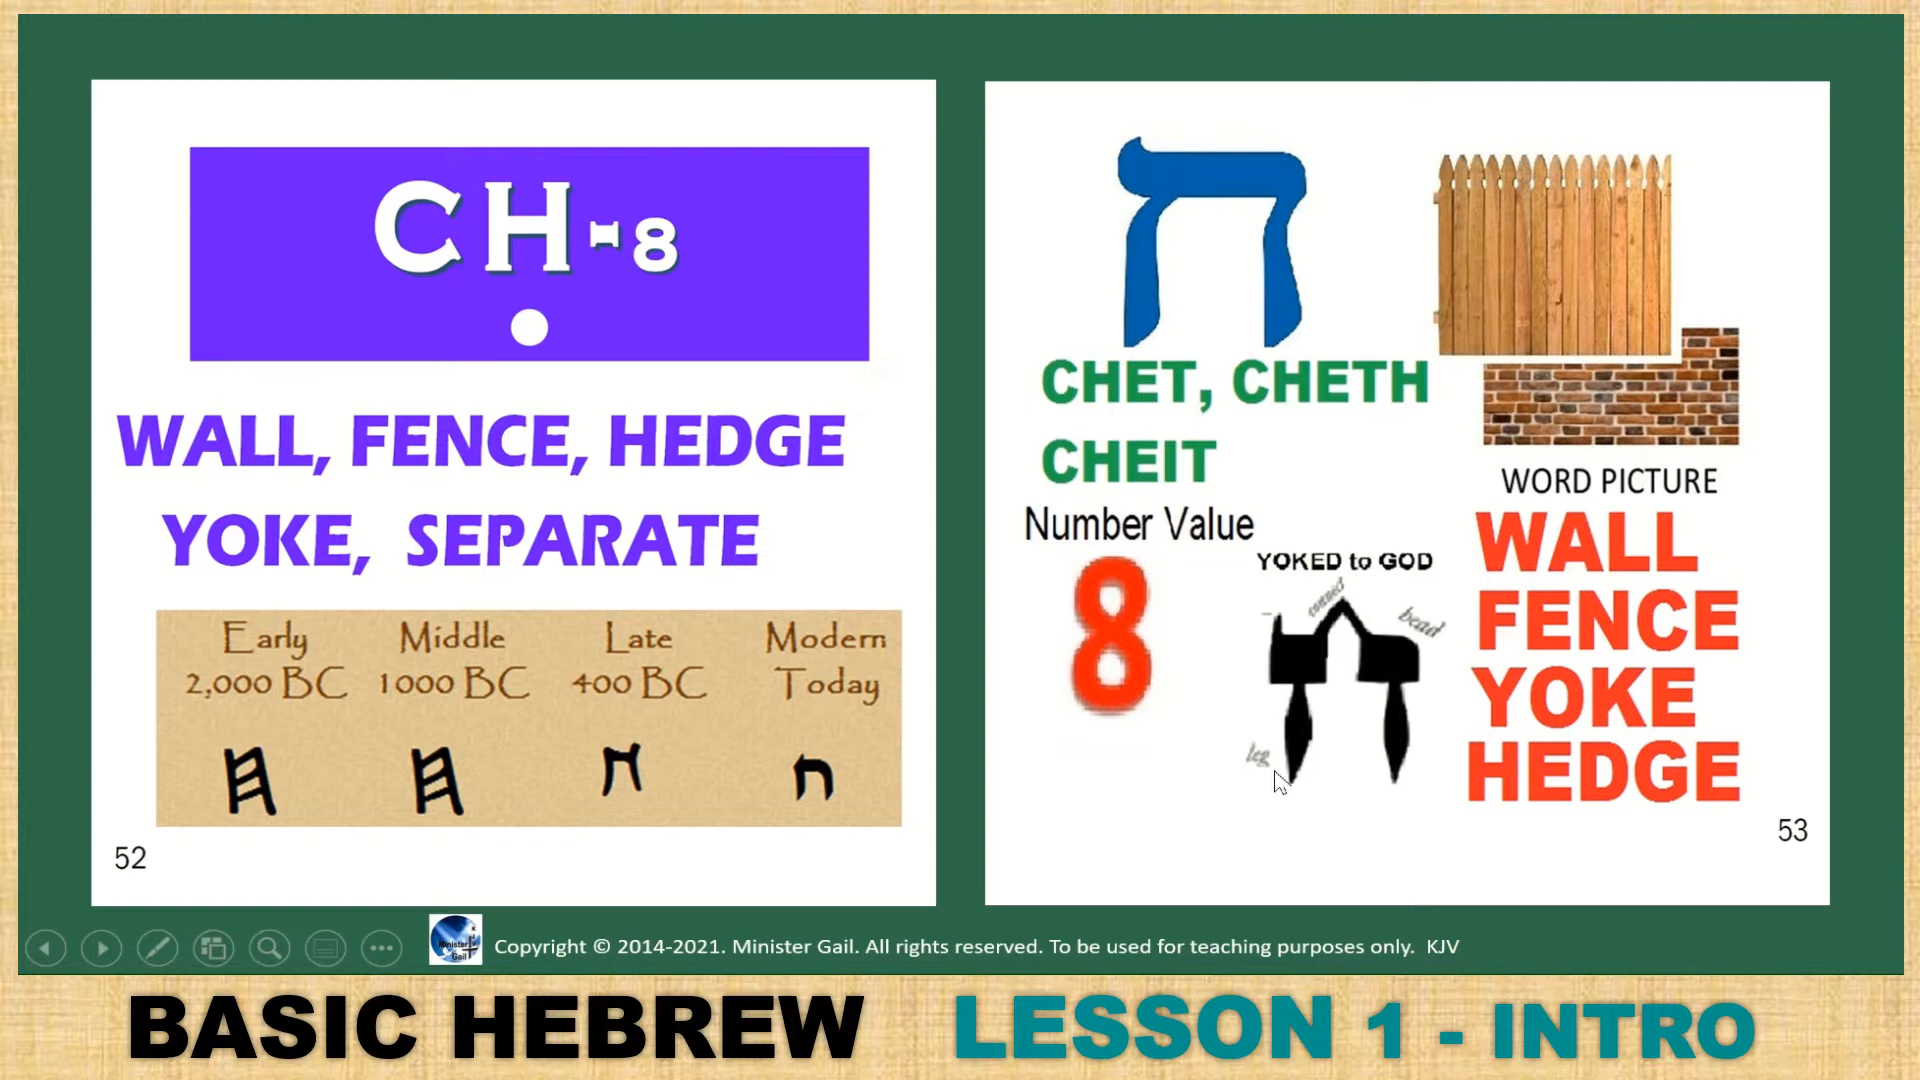 CH-8
WALL, FENCE, HEDGE
YOKE, SEPARATE
Early Middle Late Modern
2,000 BC 1000 BC 400 BC Today
ח
52
ח
CHET, CHETH
CHEIT
Number Value
8
YOKED to GOD
connect
head
ח
leg
WORD PICTURE
WALL
FENCE
YOKE
HEDGE
53
Minister
Gail
Copyright © 2014-2021. Minister Gail. All rights reserved. To be used for teaching purposes only. KJV
BASIC HEBREW LESSON 1 - INTRO